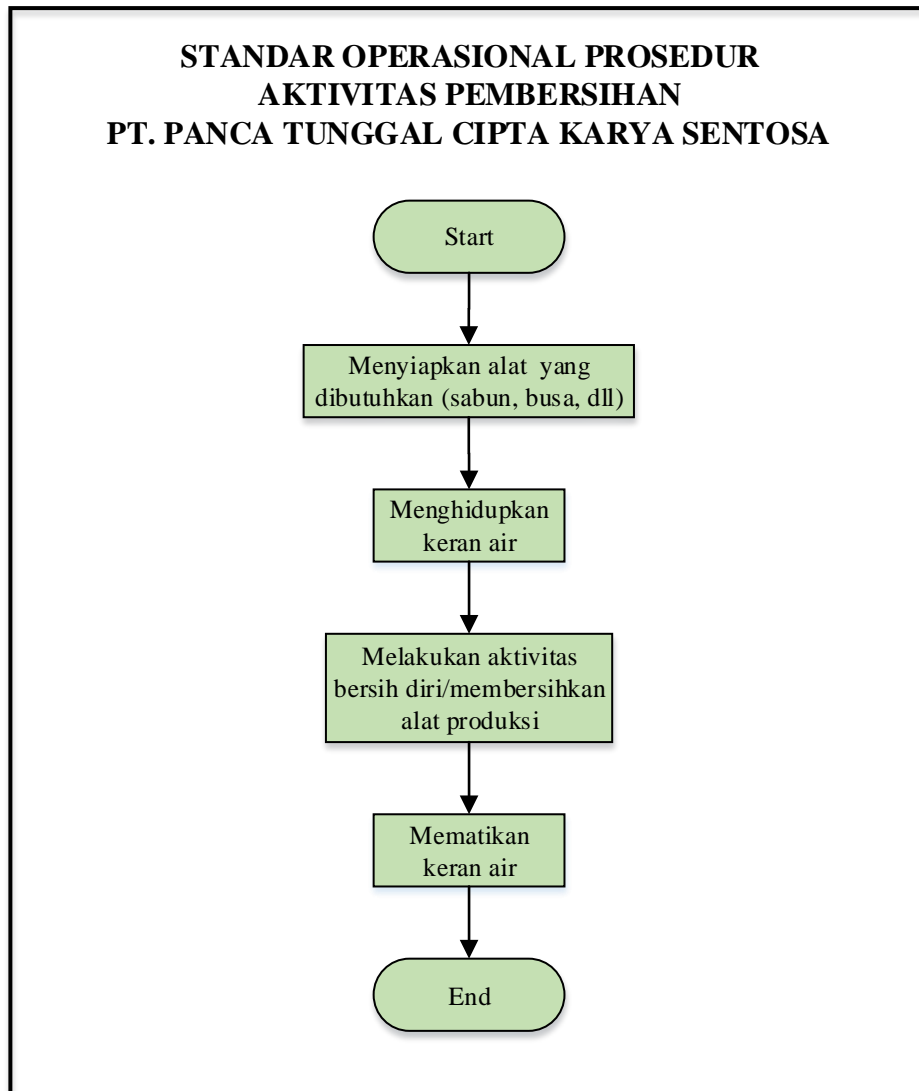 STANDAR OPERASIONAL PROSEDUR
AKTIVITAS PEMBERSIHAN
PT. PANCA TUNGGAL CIPTA KARYA SENTOSA
Start
Menyiapkan alat yang
dibutuhkan (sabun, busa, dll)
Menghidupkan
keran air
Melakukan aktivitas
bersih diri/membersihkan
alat produksi
Mematikan
keran air
End